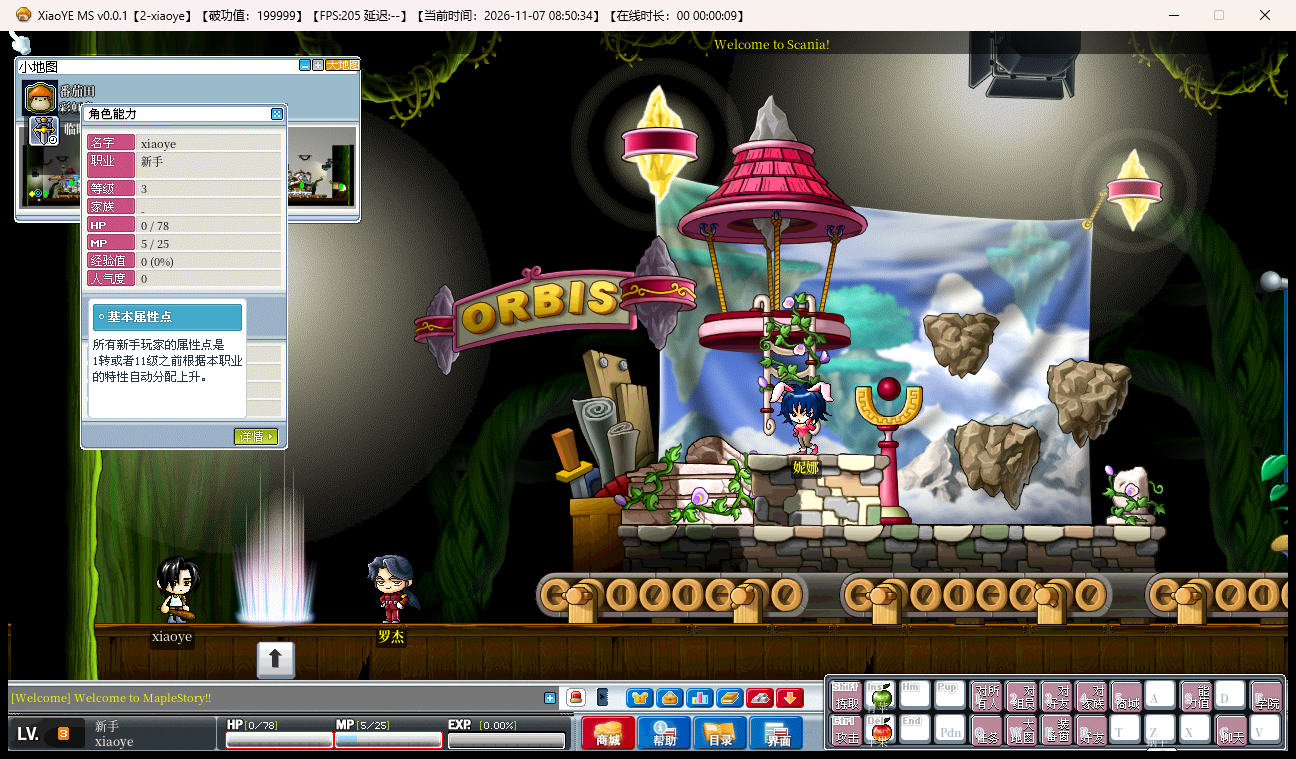 XiaoYE MS v0.0.1【2-xiaoye】【破功值：199999】【FPS:205 延迟:--】【当前时间：2026-11-07 08:50:34】【在线时长：00 00:00:09】
Welcome to Scania!
小地图
大地图
番茄田
角色能力
名字 xiaoye
职业 新手
等级 3
家族 -
HP 0 / 78
MP 5 / 25
经验值 0 (0%)
人气度 0
基本属性点
所有新手玩家的属性点是
1转或者11级之前根据本职业
的特性自动分配上升。
详情
ORBIS
妮娜
xiaoye
罗杰
[Welcome] Welcome to MapleStory!!
LV. 3
新手
xiaoye
HP [0/78]
MP [5/25]
EXP. [0.00%]
商城
帮助
目录
界面
Shift
拣取
Ins
Hm
Pup
对所有人
对组员
对好友
对家族
商城
A
能力值
D
学院
Ctrl
攻击
Del
苹果
End
Pdn
任务
大地图
装备窗
好友
T
Z
X
聊天
V